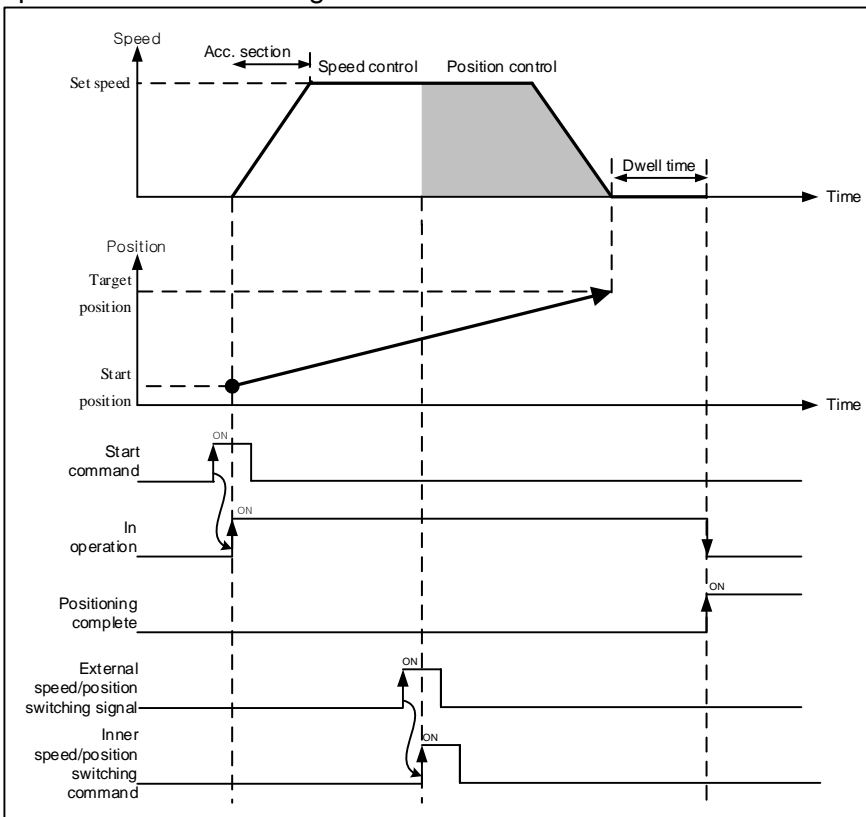 Speed
Acc. section
Set speed
Speed control
Position control
Dwell time
Time
Position
Target
position
Start
position
Time
ON
Start
command
ON
In
operation
ON
Positioning
complete
ON
External
speed/position
switching signal
ON
Inner
speed/position
switching
command